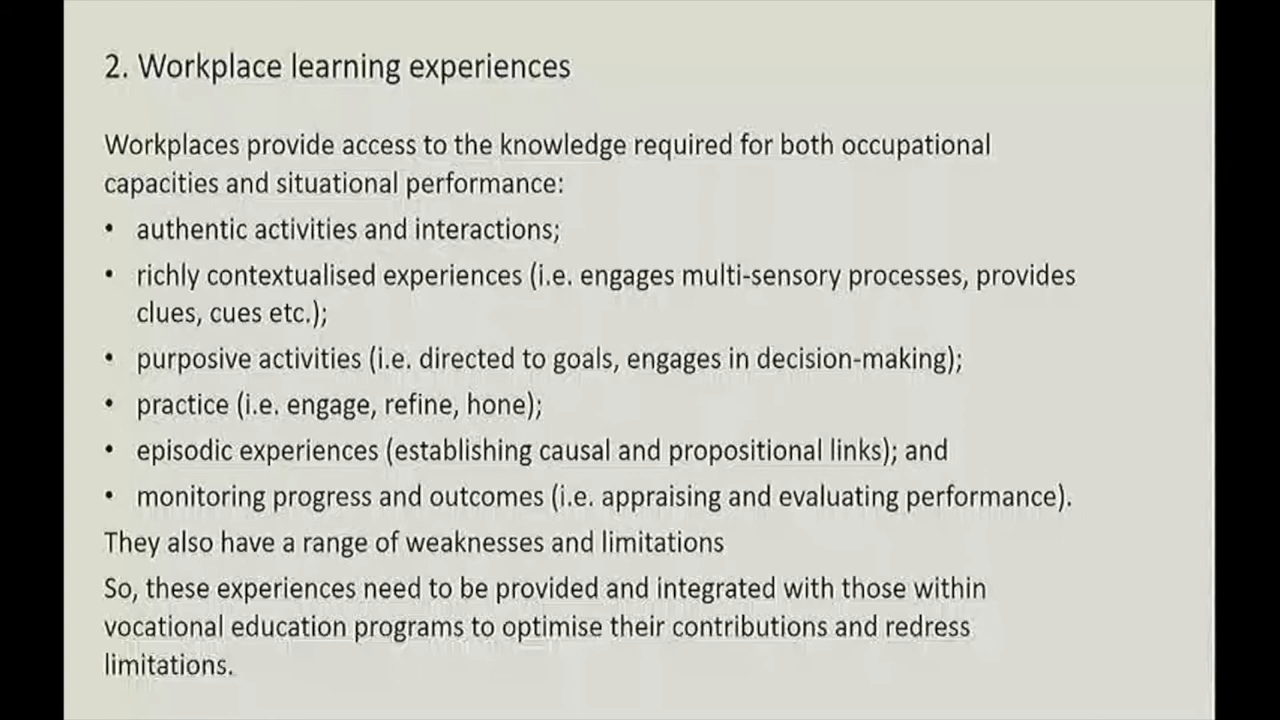 2. Workplace learning experiences
Workplaces provide access to the knowledge required for both occupational
capacities and situational performance:
• authentic activities and interactions;
• richly contextualised experiences (i.e. engages multi-sensory processes, provides
clues, cues etc.);
• purposive activities (i.e. directed to goals, engages in decision-making);
• practice (i.e. engage, refine, hone);
• episodic experiences (establishing causal and propositional links); and
• monitoring progress and outcomes (i.e. appraising and evaluating performance).
They also have a range of weaknesses and limitations
So, these experiences need to be provided and integrated with those within
vocational education programs to optimise their contributions and redress
limitations.